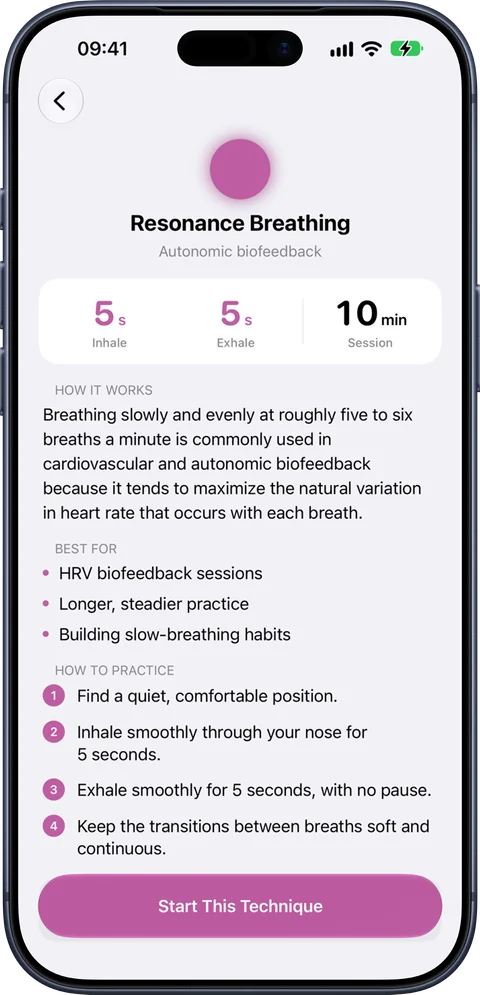 09:41
Resonance Breathing
Autonomic biofeedback
5 s
Inhale
5 s
Exhale
10 min
Session
HOW IT WORKS
Breathing slowly and evenly at roughly five to six
breaths a minute is commonly used in
cardiovascular and autonomic biofeedback
because it tends to maximize the natural variation
in heart rate that occurs with each breath.
BEST FOR
• HRV biofeedback sessions
• Longer, steadier practice
• Building slow-breathing habits
HOW TO PRACTICE
1 Find a quiet, comfortable position.
2 Inhale smoothly through your nose for
5 seconds.
3 Exhale smoothly for 5 seconds, with no pause.
4 Keep the transitions between breaths soft and
continuous.
Start This Technique